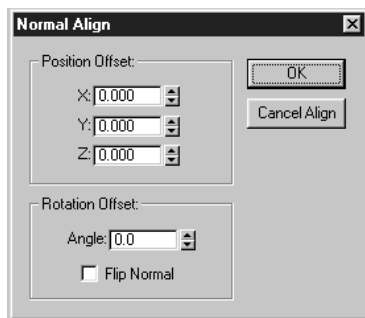 Normal Align
Position Offset:
X: 0.000
Y: 0.000
Z: 0.000
OK
Cancel Align
Rotation Offset:
Angle: 0.0
Flip Normal